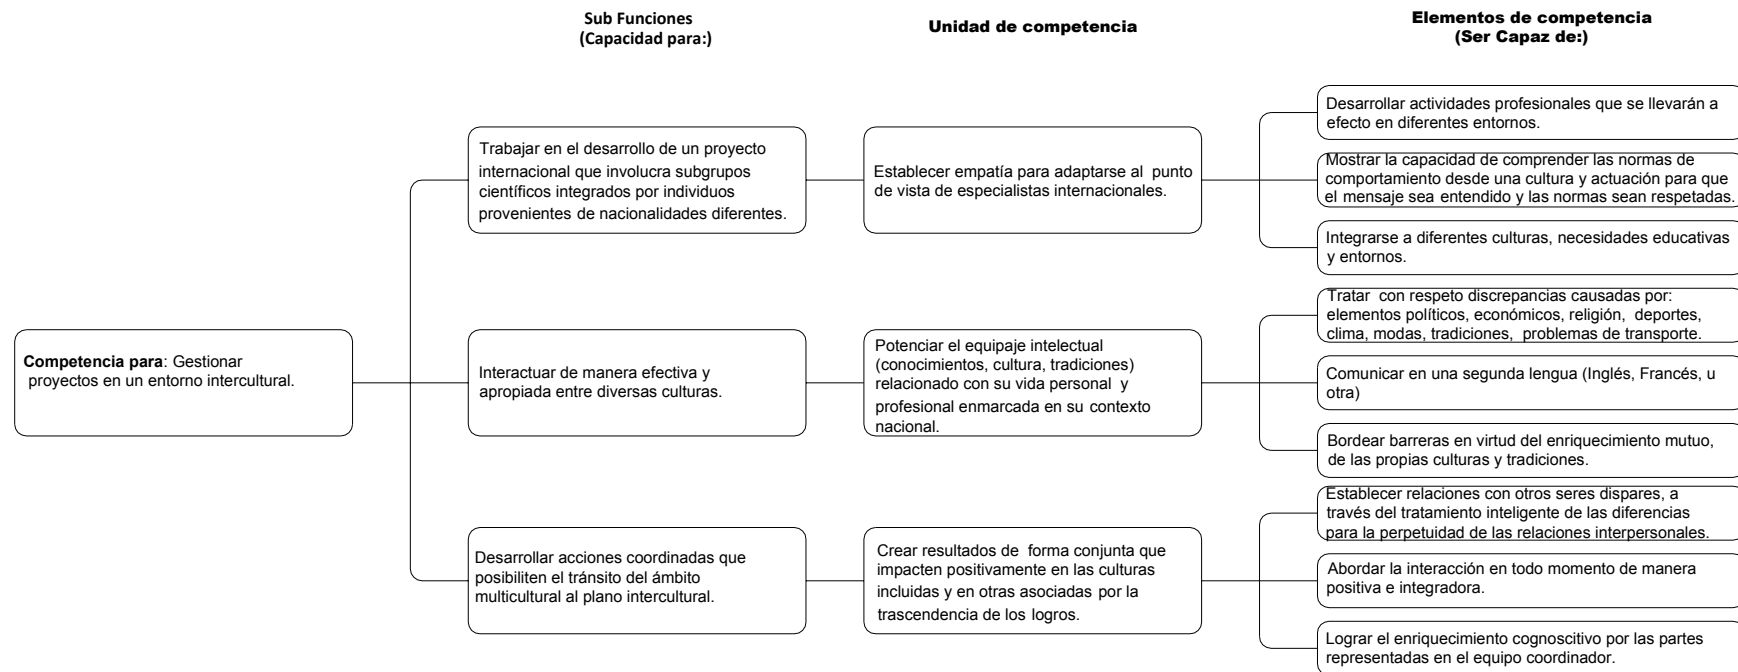 Sub Funciones
(Capacidad para:)
Unidad de competencia
Elementos de competencia
(Ser Capaz de:)
Competencia para: Gestionar
proyectos en un entorno intercultural.
Trabajar en el desarrollo de un proyecto
internacional que involucra subgrupos
científicos integrados por individuos
provenientes de nacionalidades diferentes.
Establecer empatía para adaptarse al punto
de vista de especialistas internacionales.
Desarrollar actividades profesionales que se llevarán a
efecto en diferentes entornos.
Mostrar la capacidad de comprender las normas de
comportamiento desde una cultura y actuación para que
el mensaje sea entendido y las normas sean respetadas.
Integrarse a diferentes culturas, necesidades educativas
y entornos.
Interactuar de manera efectiva y
apropiada entre diversas culturas.
Potenciar el equipaje intelectual
(conocimientos, cultura, tradiciones)
relacionado con su vida personal y
profesional enmarcada en su contexto
nacional.
Tratar con respeto discrepancias causadas por:
elementos políticos, económicos, religión, deportes,
clima, modas, tradiciones, problemas de transporte.
Comunicar en una segunda lengua (Inglés, Francés, u
otra)
Bordear barreras en virtud del enriquecimiento mutuo,
de las propias culturas y tradiciones.
Desarrollar acciones coordinadas que
posibiliten el tránsito del ámbito
multicultural al plano intercultural.
Crear resultados de forma conjunta que
impacten positivamente en las culturas
incluidas y en otras asociadas por la
trascendencia de los logros.
Establecer relaciones con otros seres dispares, a
través del tratamiento inteligente de las diferencias
para la perpetuidad de las relaciones interpersonales.
Abordar la interacción en todo momento de manera
positiva e integradora.
Lograr el enriquecimiento cognoscitivo por las partes
representadas en el equipo coordinador.